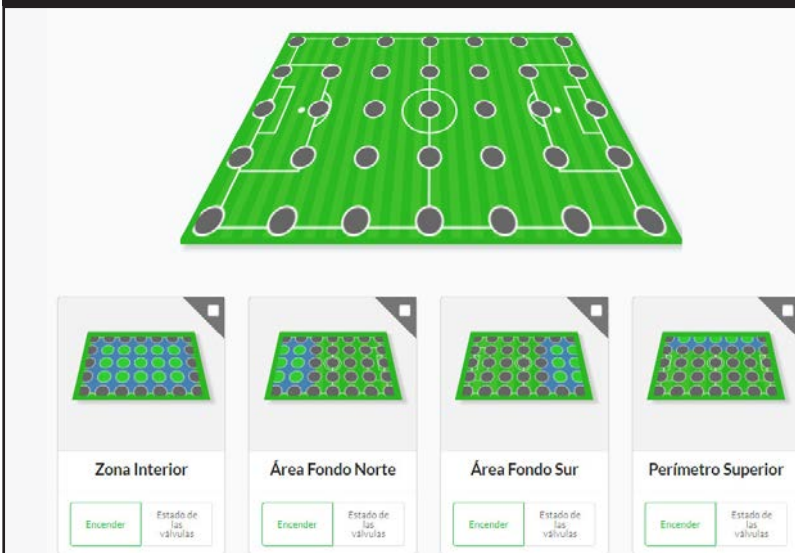 Zona Interior
Área Fondo Norte
Área Fondo Sur
Perímetro Superior
Encender
Estado de
las
válvulas
Encender
Estado de
las
válvulas
Encender
Estado de
las
válvulas
Encender
Estado de
las
válvulas